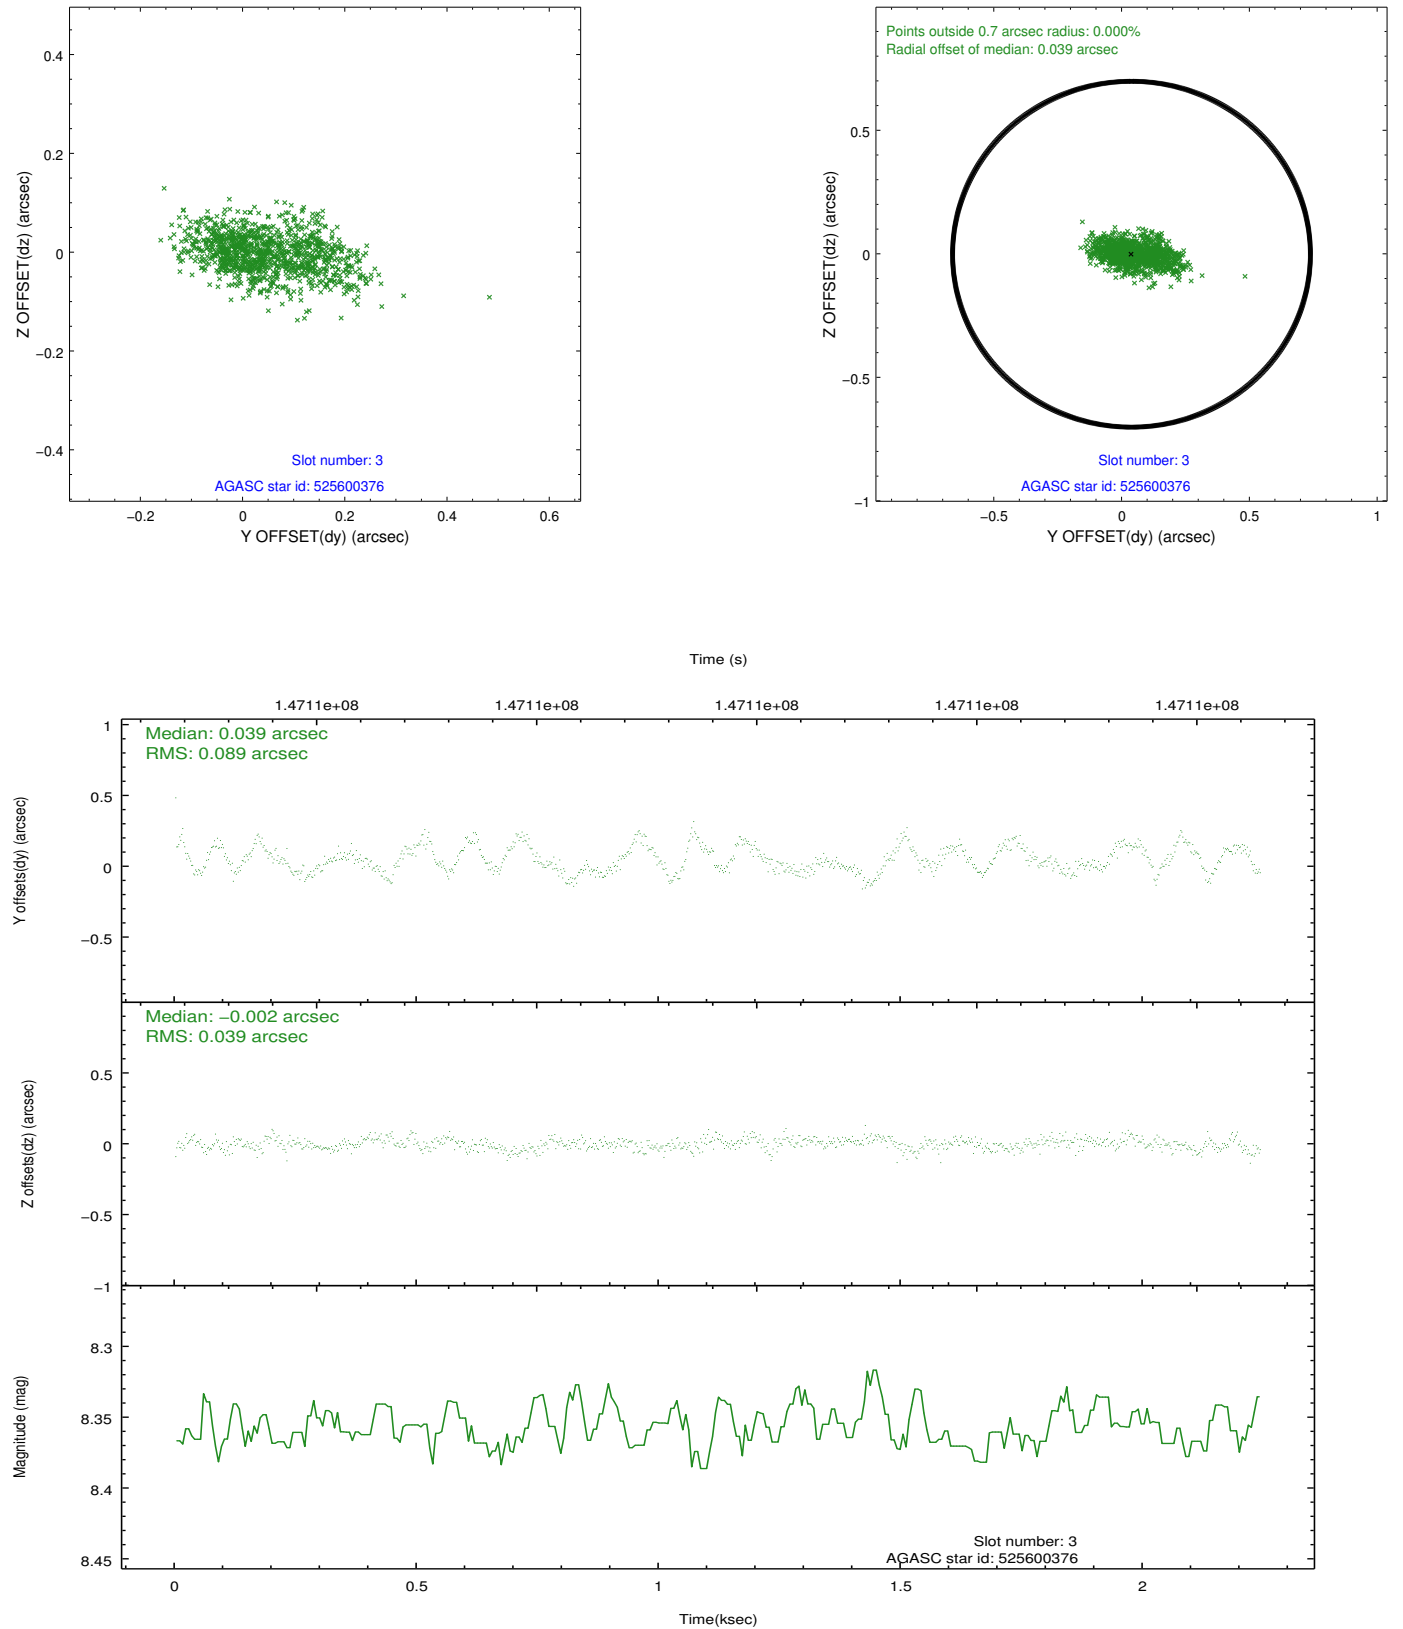 0.4
0.2
0
−0.2
−0.4
Z OFFSET(dz) (arcsec)
Slot number: 3
AGASC star id: 525600376
−0.2 0 0.2 0.4 0.6
Y OFFSET(dy) (arcsec)
Points outside 0.7 arcsec radius: 0.000%
Radial offset of median: 0.039 arcsec
0.5
0
−0.5
−1
Z OFFSET(dz) (arcsec)
Slot number: 3
AGASC star id: 525600376
−0.5 0 0.5 1
Y OFFSET(dy) (arcsec)
Time (s)
1.4711e+08 1.4711e+08 1.4711e+08 1.4711e+08 1.4711e+08
Median: 0.039 arcsec
RMS: 0.089 arcsec
1
0.5
0
−0.5
Y offsets(dy) (arcsec)
Median: −0.002 arcsec
RMS: 0.039 arcsec
0.5
0
−0.5
−1
Z offsets(dz) (arcsec)
8.3
8.35
8.4
8.45
Magnitude (mag)
Slot number: 3
AGASC star id: 525600376
0 0.5 1 1.5 2
Time(ksec)